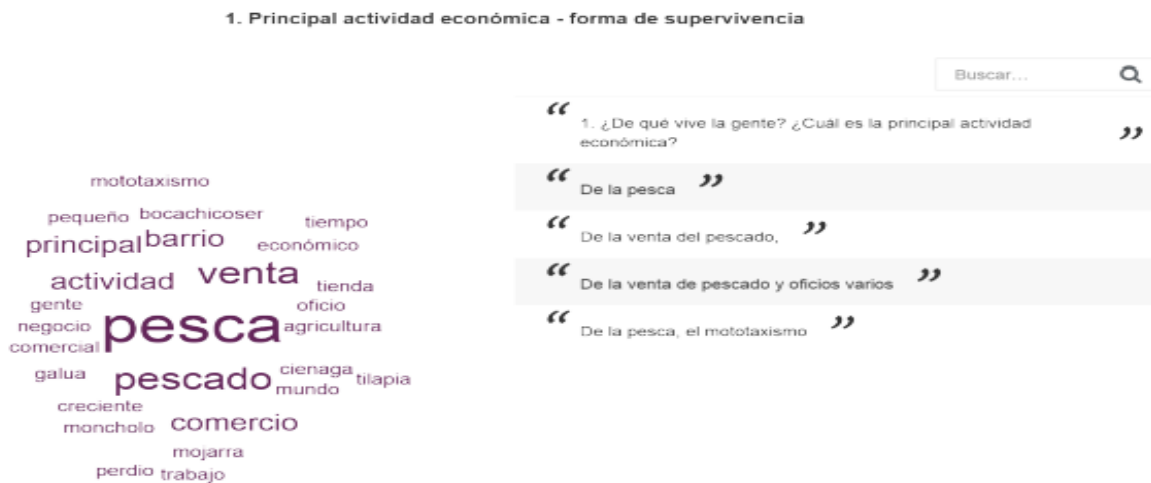 1. Principal actividad económica - forma de supervivencia
Buscar...
“ 1. ¿De qué vive la gente? ¿Cuál es la principal actividad
económica? ”
“ De la pesca ”
“ De la venta del pescado, ”
“ De la venta de pescado y oficios varios ”
“ De la pesca, el mototaxismo ”
mototaxismo
pequeño bocachicoser tiempo
principal barrio económico
actividad venta tienda
gente oficio
negocio pesca agricultura
comercial
galua pescado cienaga tilapia
mundo
creciente
moncholo comercio
mojarra
perdio trabajo